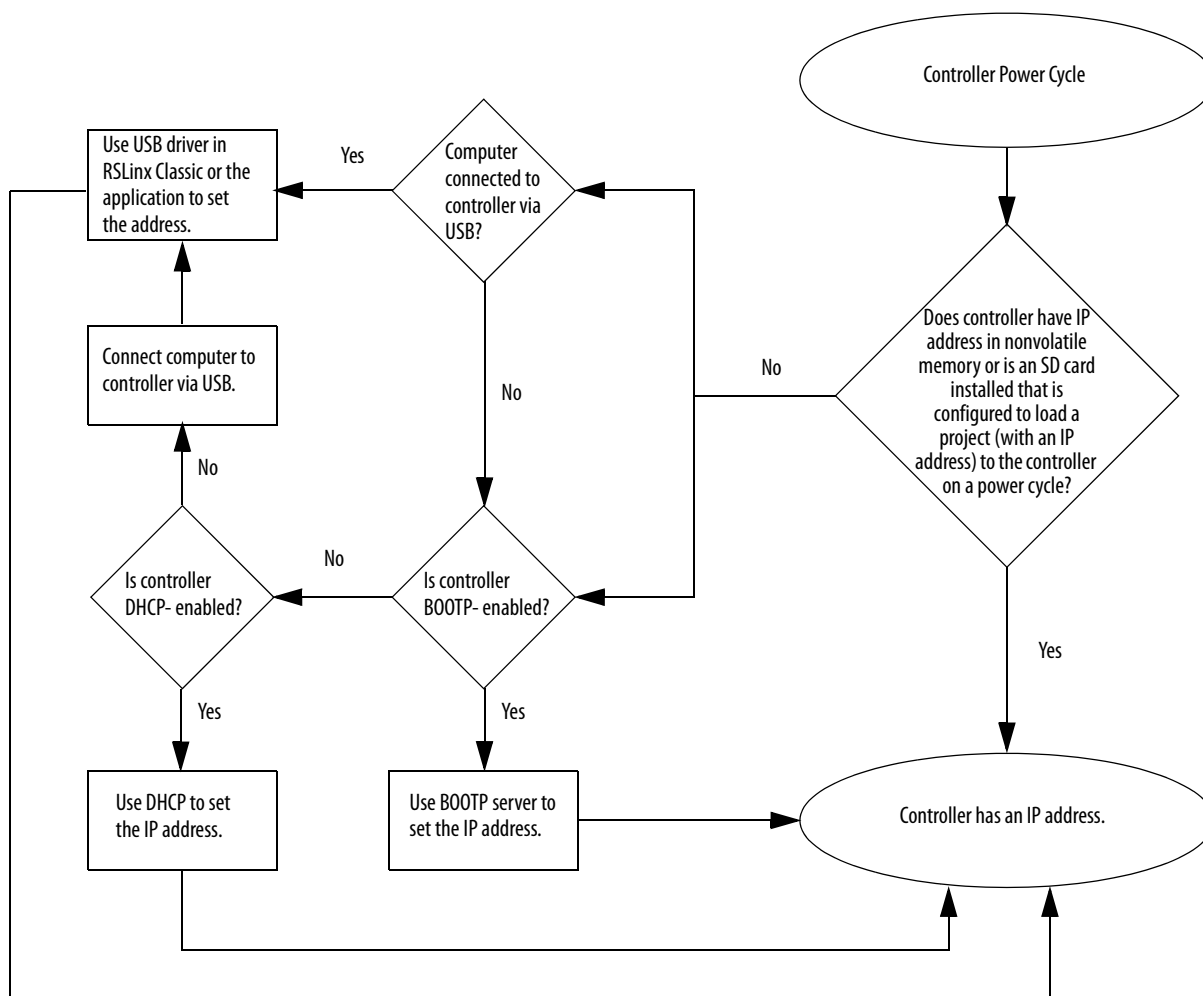 Controller Power Cycle
Use USB driver in
RSLinx Classic or the
application to set
the address.
Yes
Computer
connected to
controller via
USB?
Does controller have IP
address in nonvolatile
memory or is an SD card
installed that is
configured to load a
project (with an IP
address) to the controller
on a power cycle?
No
Connect computer to
controller via USB.
No
No
Is controller
DHCP- enabled?
No
Is controller
BOOTP- enabled?
Yes
Yes
Yes
Use DHCP to set
the IP address.
Use BOOTP server to
set the IP address.
Controller has an IP address.